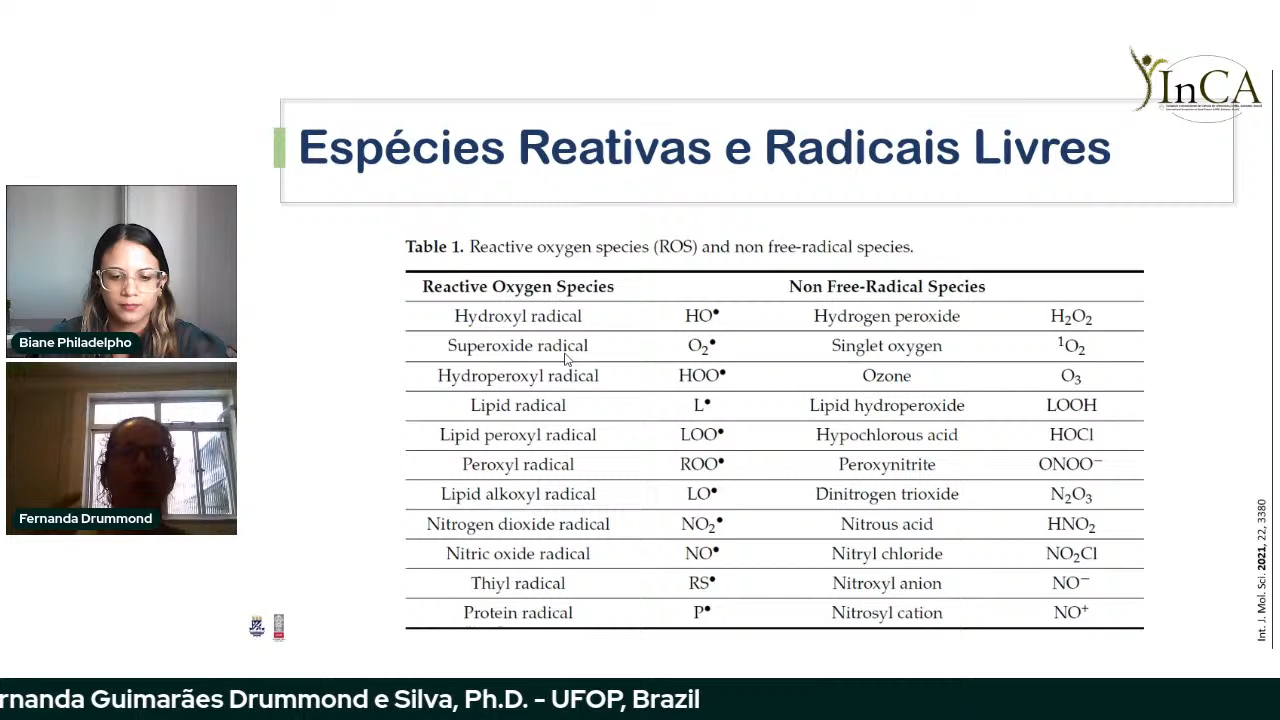 InCA
Espécies Reativas e Radicais Livres
Table 1. Reactive oxygen species (ROS) and non free-radical species.
Reactive Oxygen Species Non Free-Radical Species
Hydroxyl radical HO• Hydrogen peroxide H₂O₂
Superoxide radical O₂• Singlet oxygen ¹O₂
Hydroperoxyl radical HOO• Ozone O₃
Lipid radical L• Lipid hydroperoxide LOOH
Lipid peroxyl radical LOO• Hypochlorous acid HOCl
Peroxyl radical ROO• Peroxynitrite ONOO⁻
Lipid alkoxyl radical LO• Dinitrogen trioxide N₂O₃
Nitrogen dioxide radical NO₂• Nitrous acid HNO₂
Nitric oxide radical NO• Nitryl chloride NO₂Cl
Thiyl radical RS• Nitroxyl anion NO⁻
Protein radical P• Nitrosyl cation NO⁺
Int. J. Mol. Sci. 2021, 22, 3380
Biane Philadelpho
Fernanda Drummond
rnanda Guimarães Drummond e Silva, Ph.D. - UFOP, Brazil